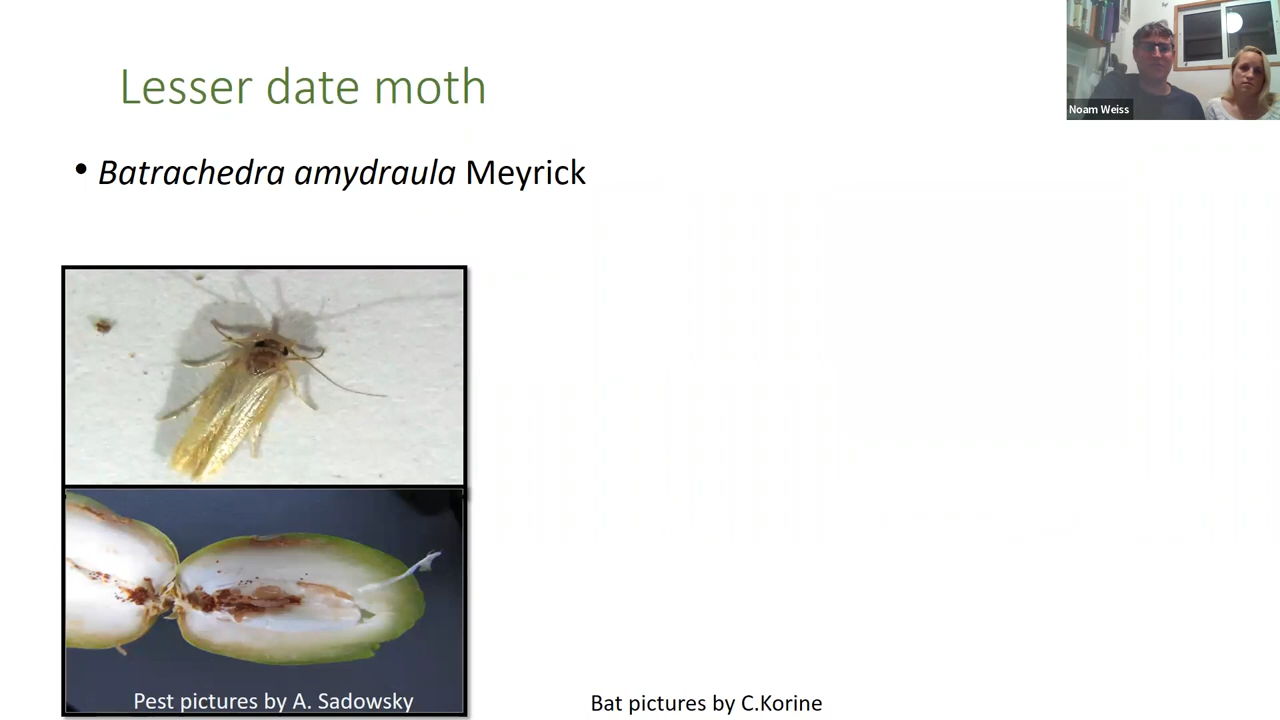 Lesser date moth
Noam Weiss
• Batrachedra amydraula Meyrick
Pest pictures by A. Sadowsky
Bat pictures by C.Korine